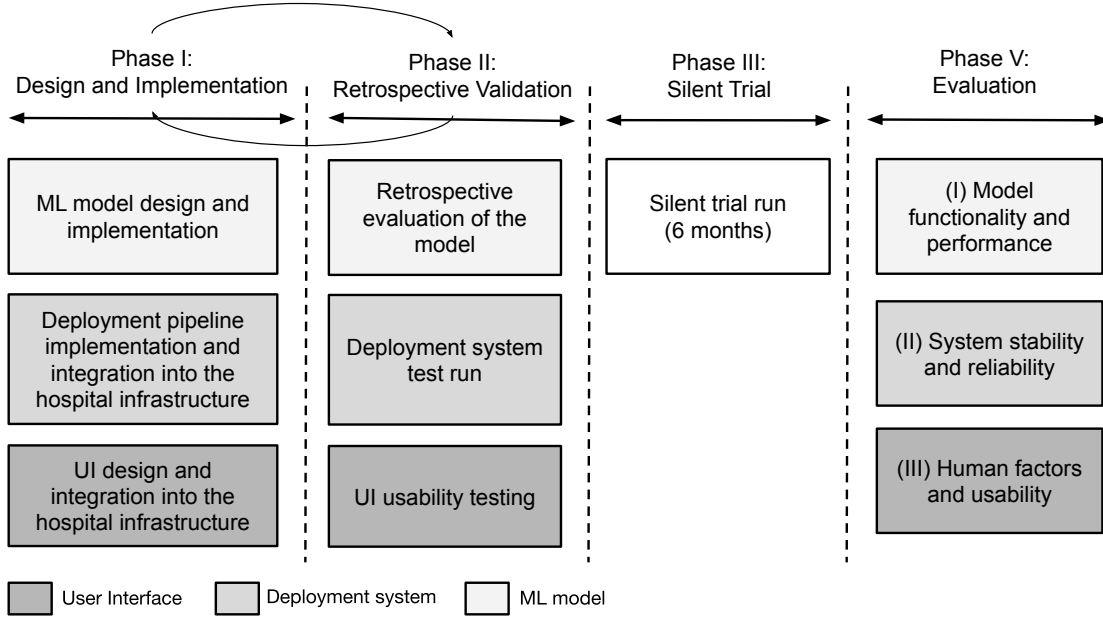 Phase I:
Design and Implementation
Phase II:
Retrospective Validation
Phase III:
Silent Trial
Phase V:
Evaluation
ML model design and
implementation
Retrospective
evaluation of the
model
Silent trial run
(6 months)
(I) Model
functionality and
performance
Deployment pipeline
implementation and
integration into the
hospital infrastructure
Deployment system
test run
(II) System stability
and reliability
UI design and
integration into the
hospital infrastructure
UI usability testing
(III) Human factors
and usability
User Interface
Deployment system
ML model